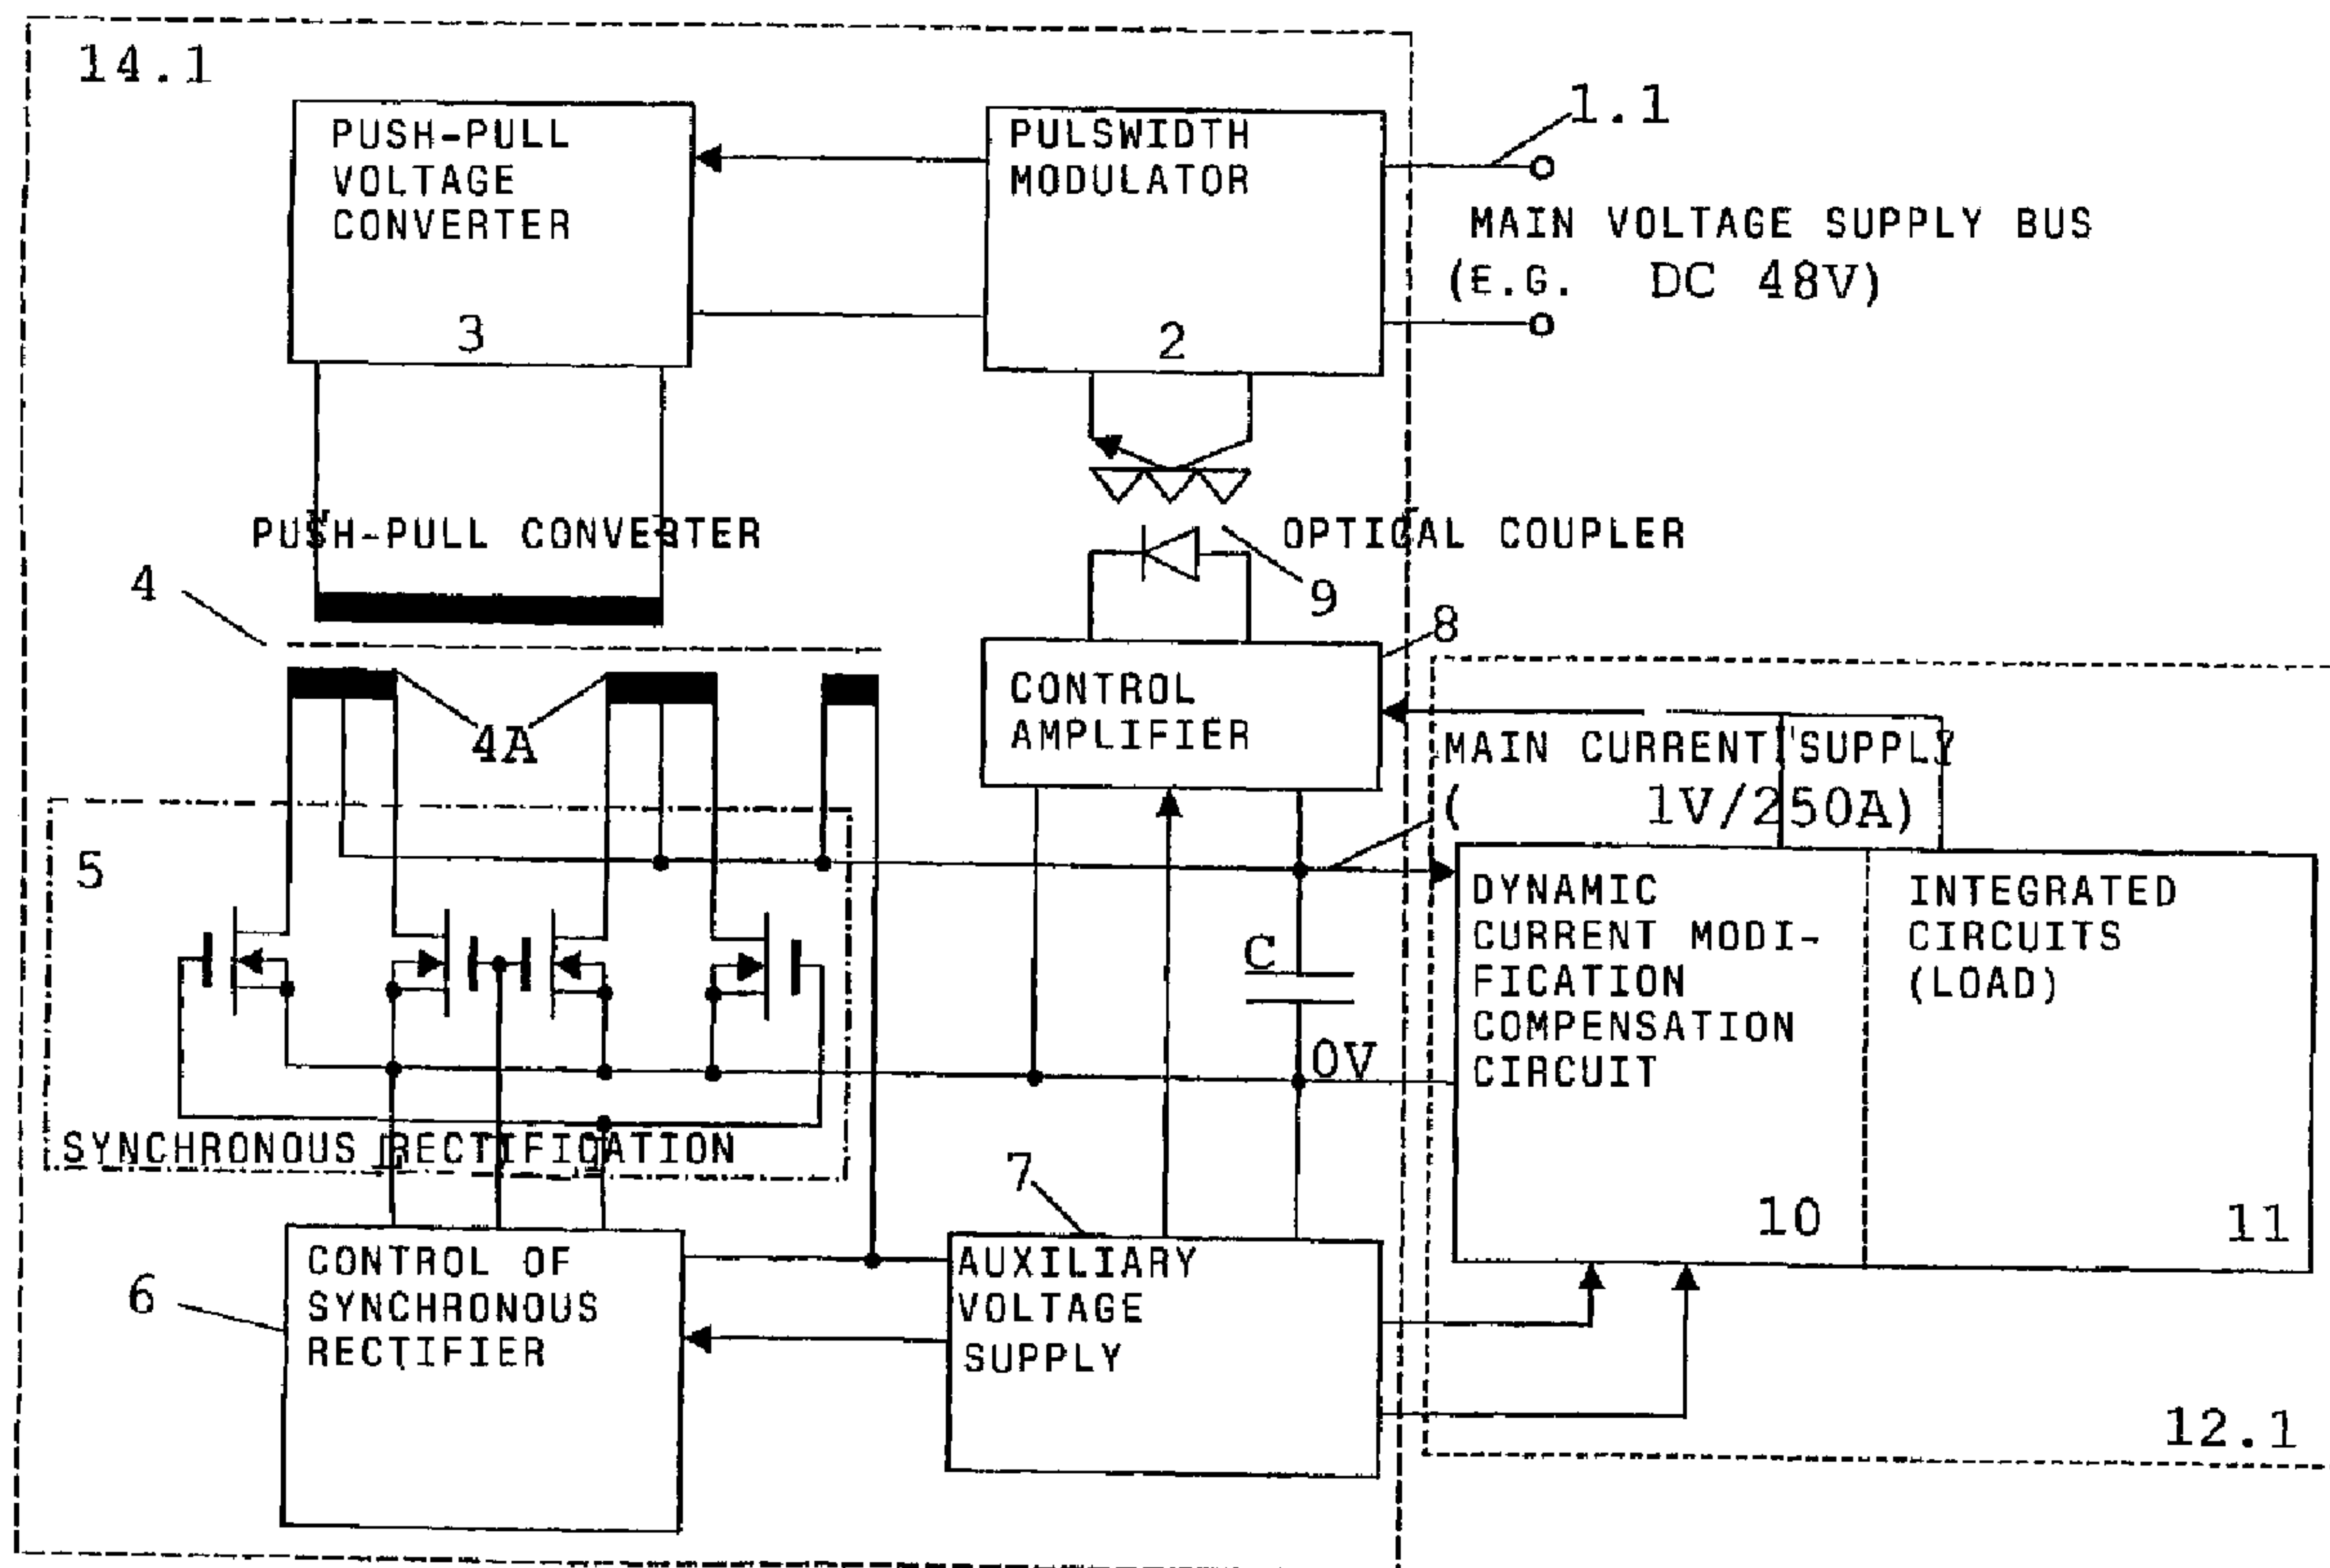 14.1
PUSH-PULL
VOLTAGE
CONVERTER
3
PULSWIDTH
MODULATOR
2
1.1
MAIN VOLTAGE SUPPLY BUS
(E.G. DC 48V)
PUSH-PULL CONVERTER
OPTICAL COUPLER
4
9
8
4A
CONTROL
AMPLIFIER
MAIN CURRENT SUPPLY
( 1V/250A)
5
C
0V
DYNAMIC
CURRENT MODI-
FICATION
COMPENSATION
CIRCUIT
10
INTEGRATED
CIRCUITS
(LOAD)
11
SYNCHRONOUS RECTIFICATION
7
6
CONTROL OF
SYNCHRONOUS
RECTIFIER
AUXILIARY
VOLTAGE
SUPPLY
12.1